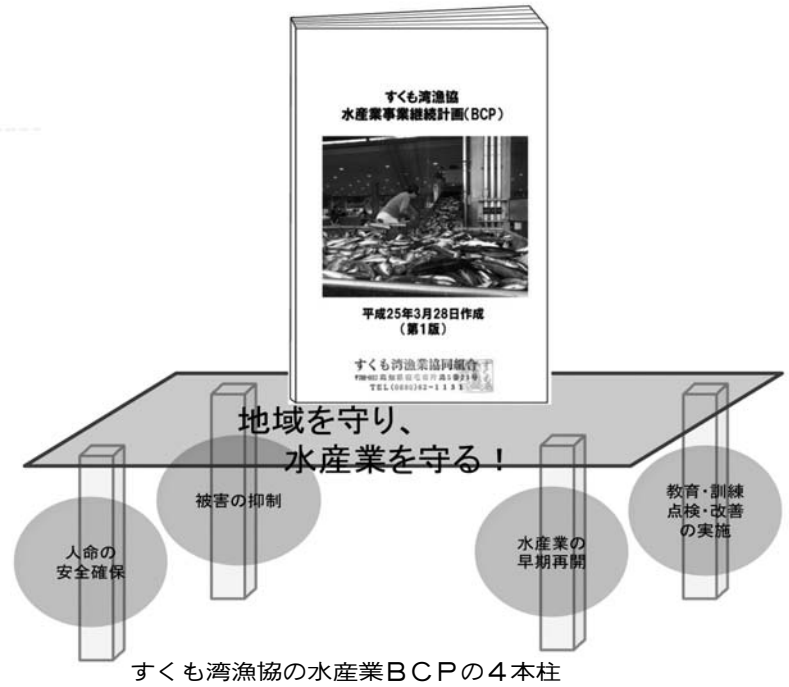 すくも湾漁協
水産業事業継続計画(BCP)
平成25年3月28日作成
(第1版)
すくも湾漁業協同組合
TEL(0880)62-1131
地域を守り、
水産業を守る!
被害の抑制
教育・訓練
点検・改善
の実施
人命の
安全確保
水産業の
早期再開
すくも湾漁協の水産業BCPの4本柱